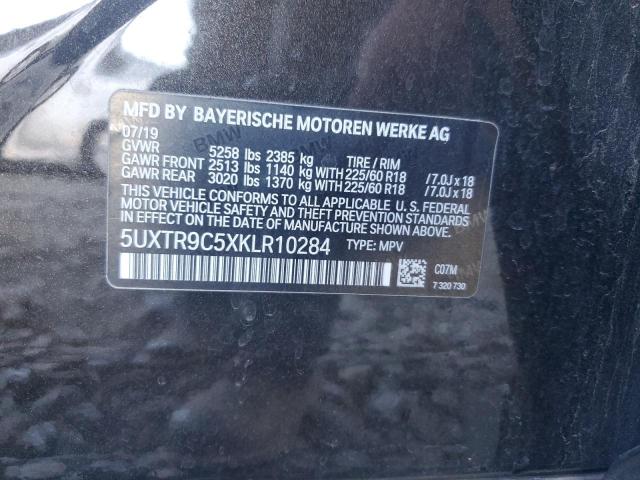 MFD BY BAYERISCHE MOTOREN WERKE AG
07/19
GVWR 5258 lbs 2385 kg TIRE / RIM
GAWR FRONT 2513 lbs 1140 kg WITH 225/60 R18 /7.0J x 18
GAWR REAR 3020 lbs 1370 kg WITH 225/60 R18 /7.0J x 18
THIS VEHICLE CONFORMS TO ALL APPLICABLE U. S. FEDERAL
MOTOR VEHICLE SAFETY, BUMPER, AND THEFT PREVENTION STANDARDS
IN EFFECT ON THE DATE OF MANUFACTURE SHOWN ABOVE.
5UXTR9C5XKLR10284 TYPE: MPV
C07M
7 320 730